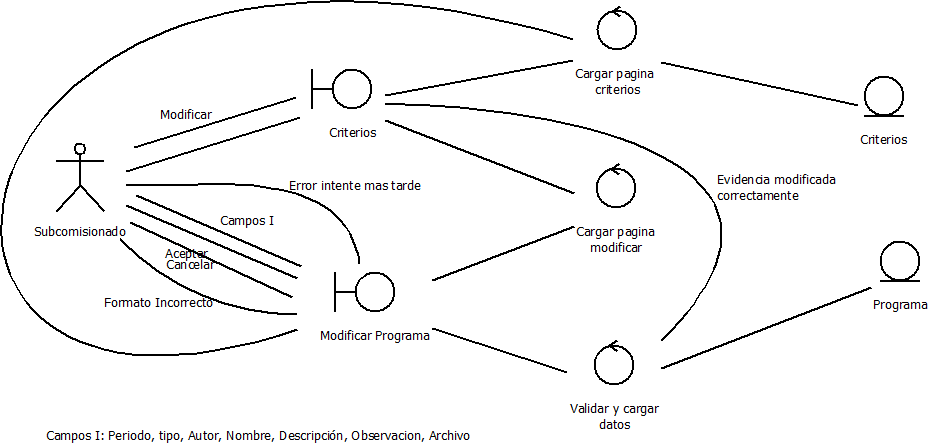 Cargar pagina
criterios
Modificar
Criterios
Criterios
Error intente mas tarde
Evidencia modificada
correctamente
Campos I
Subcomisionado
Cargar pagina
modificar
Aceptar
Cancelar
Formato Incorrecto
Programa
Modificar Programa
Validar y cargar
datos
Campos I: Periodo, tipo, Autor, Nombre, Descripción, Observacion, Archivo